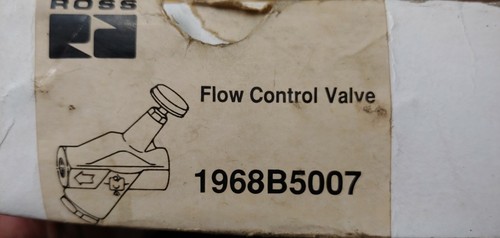 ROSS
Flow Control Valve
1968B5007